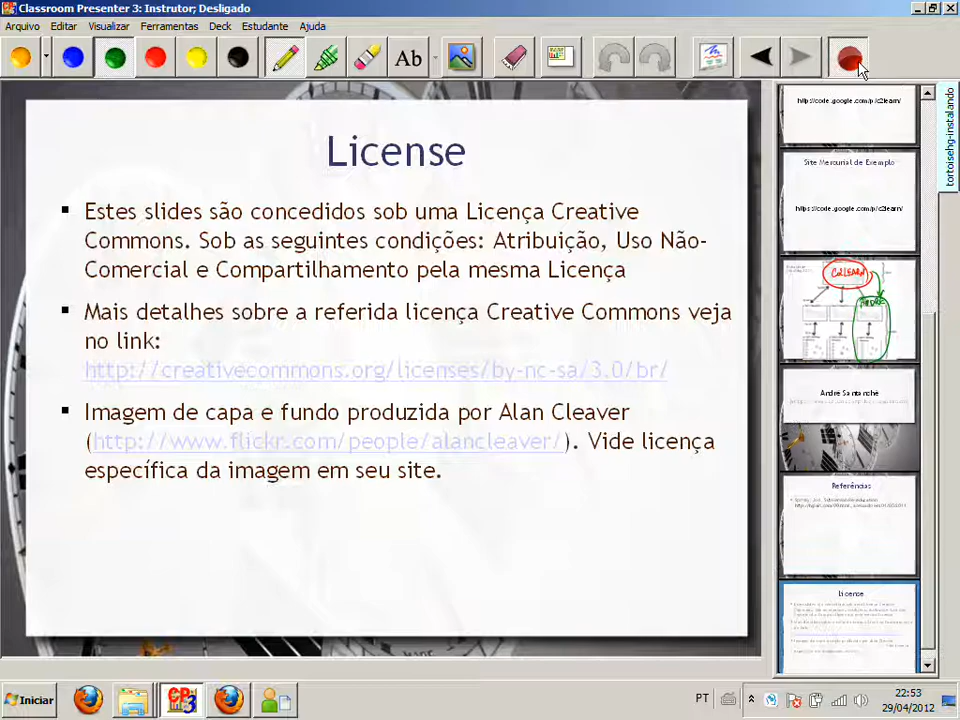 Classroom Presenter 3: Instrutor; Desligado
Arquivo Editar Visualizar Ferramentas Deck Estudante Ajuda
Ab
License
Estes slides são concedidos sob uma Licença Creative
Commons. Sob as seguintes condições: Atribuição, Uso Não-
Comercial e Compartilhamento pela mesma Licença
Mais detalhes sobre a referida licença Creative Commons veja
no link:
http://creativecommons.org/licenses/by-nc-sa/3.0/br/
Imagem de capa e fundo produzida por Alan Cleaver
(http://www.flickr.com/people/alancleaver/). Vide licença
específica da imagem em seu site.
https://code.google.com/p/c2learn/
Site Mercurial de Exemplo
https://code.google.com/p/c2learn/
C2LEARN
ANDRÉ
André Santanchè
Referências
License
tortoisehg-instalando
Iniciar
CP3
PT
22:53
29/04/2012